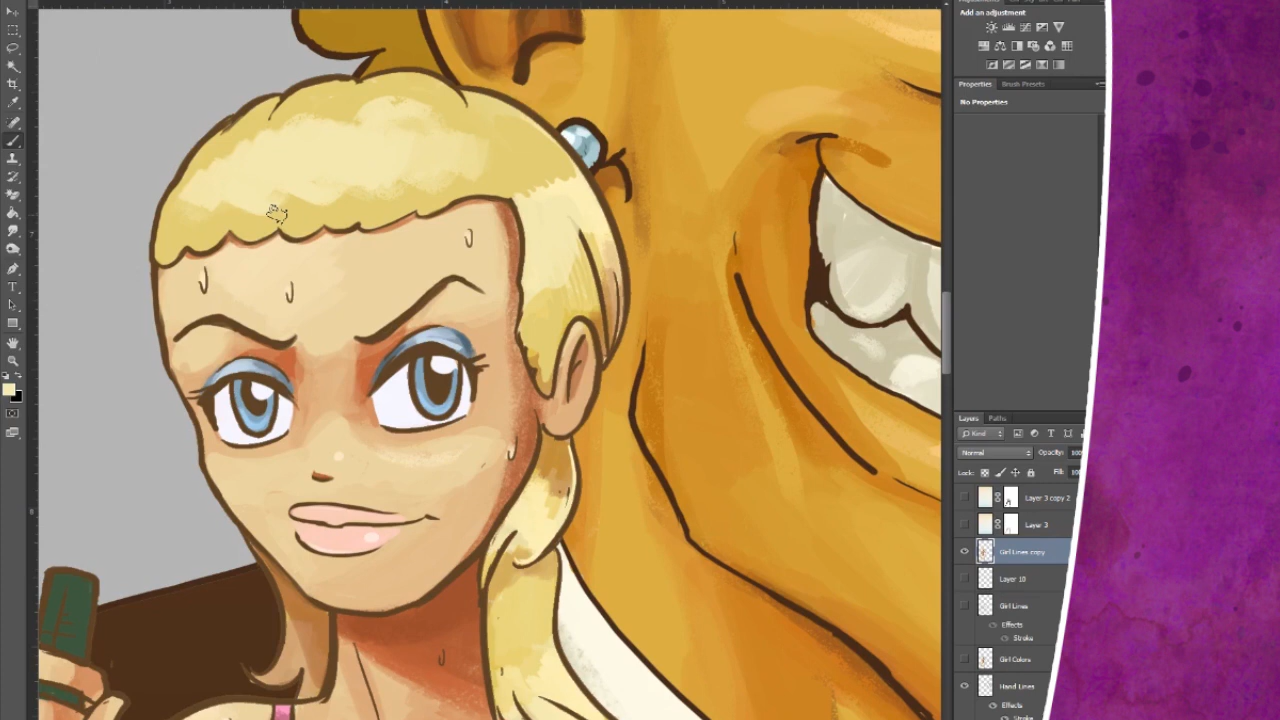 Add an adjustment
Properties
Brush Presets
No Properties
Layers
Paths
Kind
Normal
Opacity:
Lock:
Fill:
Layer 3 copy 2
Layer 3
Girl Lines copy
Layer 10
Girl Lines
Effects
Stroke
Girl Colors
Hand Lines
Effects
Stroke